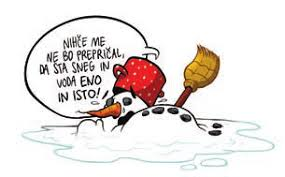 NIHČE ME
NE BO PREPRIČAL,
DA STA SNEG IN
VODA ENO
IN ISTO!